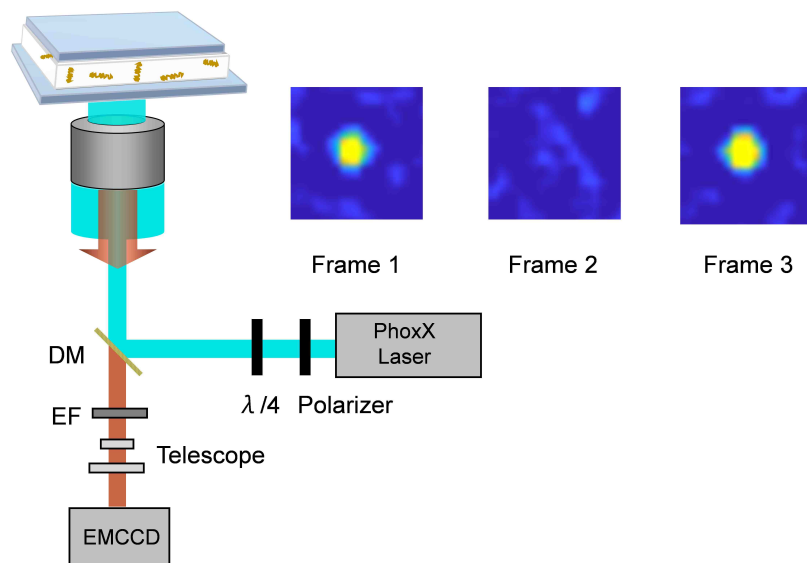 Frame 1
Frame 2
Frame 3
PhoxX
Laser
DM
λ/4
Polarizer
EF
Telescope
EMCCD